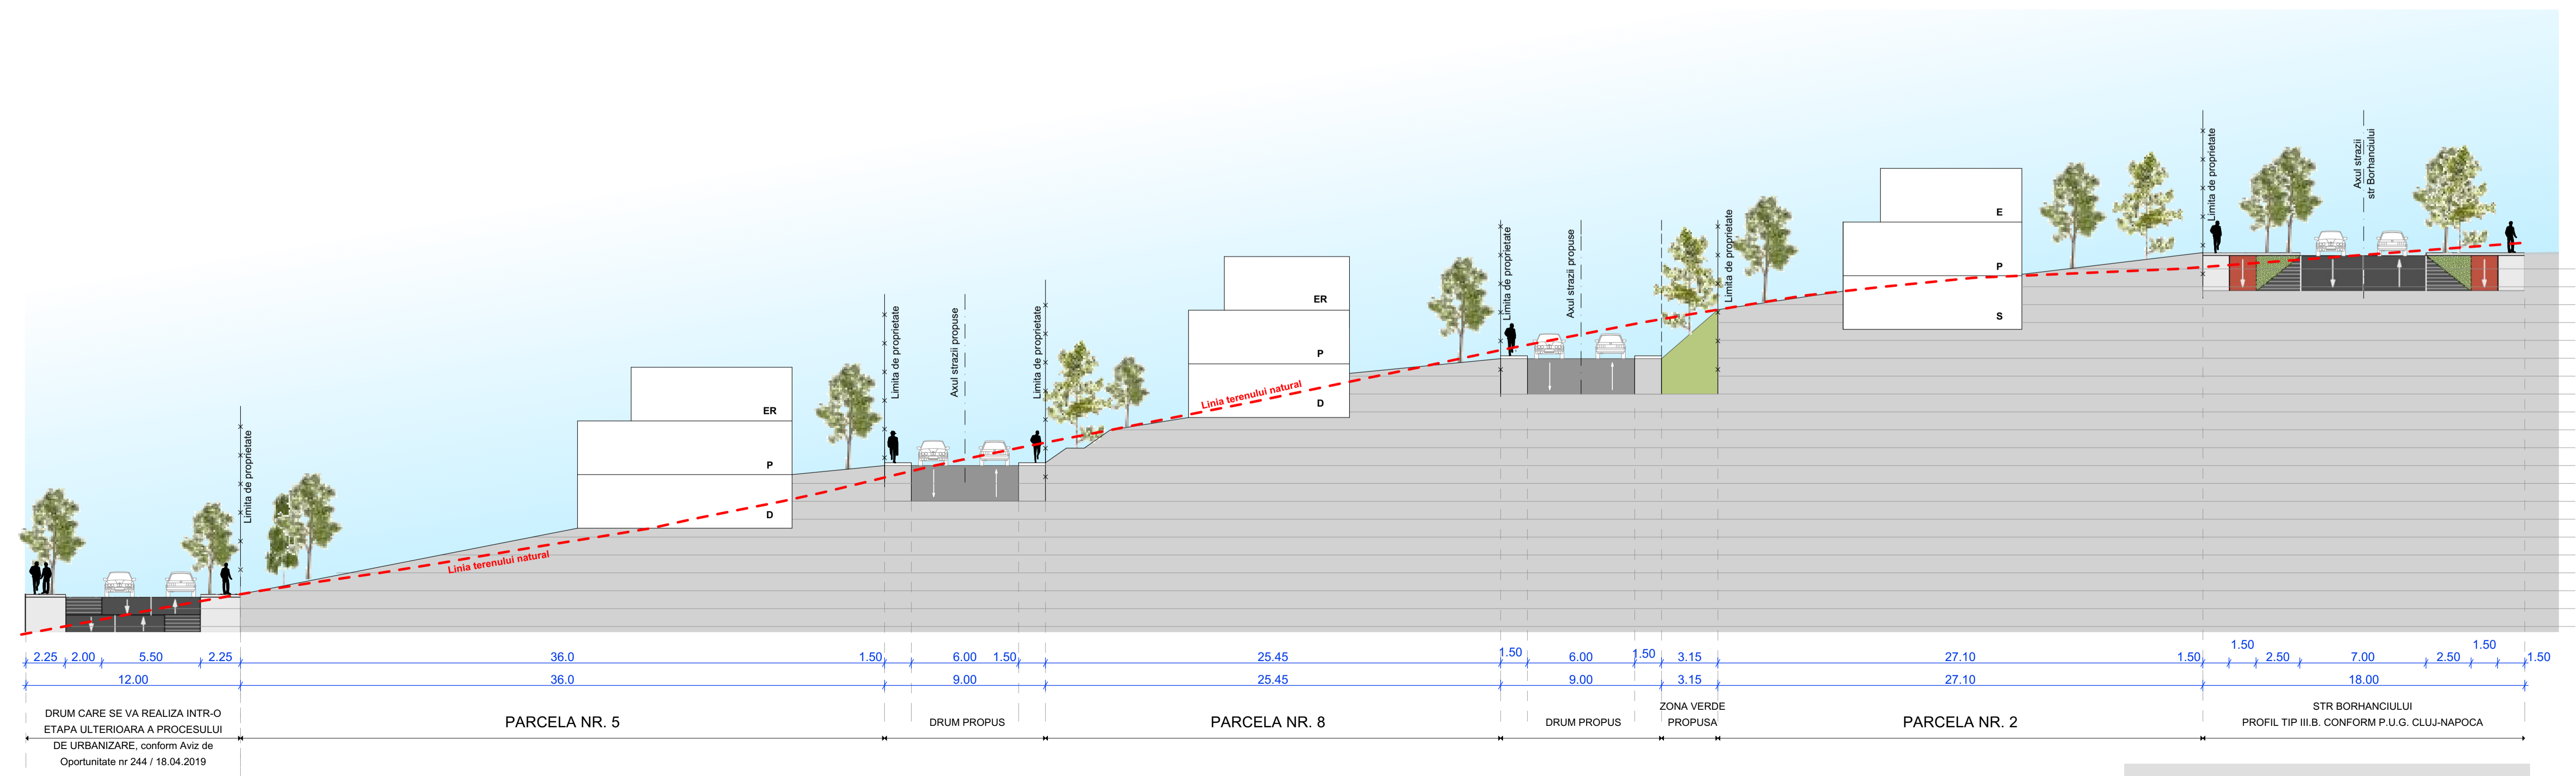 E
P
S
Limita de proprietate
Axul strazii
str Borhanciului
Limita de proprietate
Limita de proprietate
Axul strazii propuse
ER
P
D
Linia terenului natural
Limita de proprietate
Axul strazii propuse
Limita de proprietate
ER
P
D
Limita de proprietate
Linia terenului natural
2.25 2.00 5.50 2.25 36.0 1.50 6.00 1.50 25.45 1.50 6.00 1.50 3.15 27.10 1.50 1.50 2.50 7.00 2.50 1.50 1.50
12.00 36.0 9.00 25.45 9.00 3.15 27.10 18.00
DRUM CARE SE VA REALIZA INTR-O
ETAPA ULTERIOARA A PROCESULUI
DE URBANIZARE, conform Aviz de
Oportunitate nr 244 / 18.04.2019
PARCELA NR. 5
DRUM PROPUS
PARCELA NR. 8
DRUM PROPUS
ZONA VERDE
PROPUSA
PARCELA NR. 2
STR BORHANCIULUI
PROFIL TIP III.B. CONFORM P.U.G. CLUJ-NAPOCA